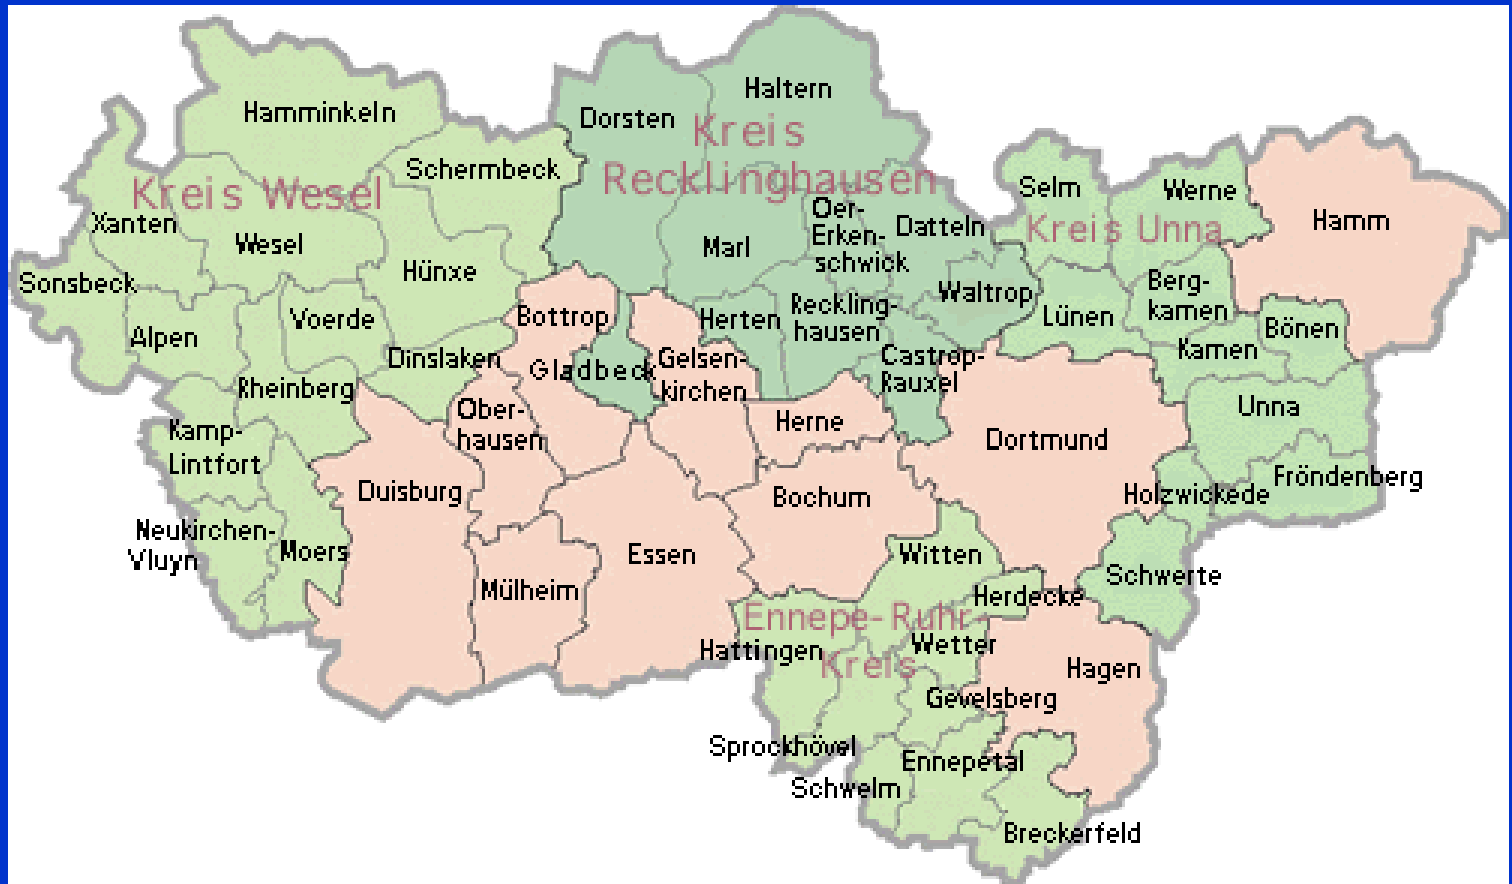 Haltern
Hamminkeln
Dorsten
Kreis
Recklinghausen
Schermbeck
Kreis Wesel
Selm
Werne
Kreis Unna
Hamm
Xanten
Wesel
Oer-
Erken-
schwick
Datteln
Marl
Hünxe
Sonsbeck
Berg-
kamen
Waltrop
Voerde
Bottrop
Herten
Reckling-
hausen
Lünen
Bönen
Alpen
Dinslaken
Gladbeck
Gelsen-
kirchen
Castrop-
Rauxel
Kamen
Rheinberg
Ober-
hausen
Herne
Unna
Kamp-
Lintfort
Dortmund
Duisburg
Bochum
Holzwickede
Fröndenberg
Neukirchen-
Vluyn
Moers
Essen
Witten
Mülheim
Schwerte
Herdecke
Ennepe-Ruhr-
Kreis
Hattingen
Wetter
Hagen
Gevelsberg
Sprockhövel
Ennepetal
Schwelm
Breckerfeld